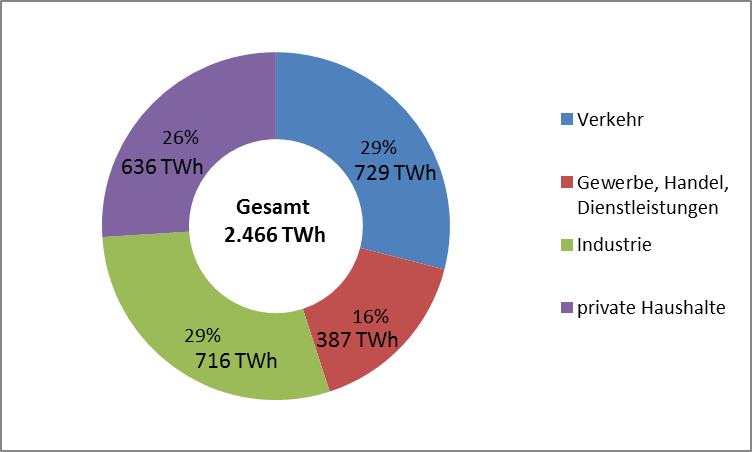 26%
636 TWh
29%
729 TWh
Gesamt
2.466 TWh
16%
387 TWh
29%
716 TWh
Verkehr
Gewerbe, Handel,
Dienstleistungen
Industrie
private Haushalte